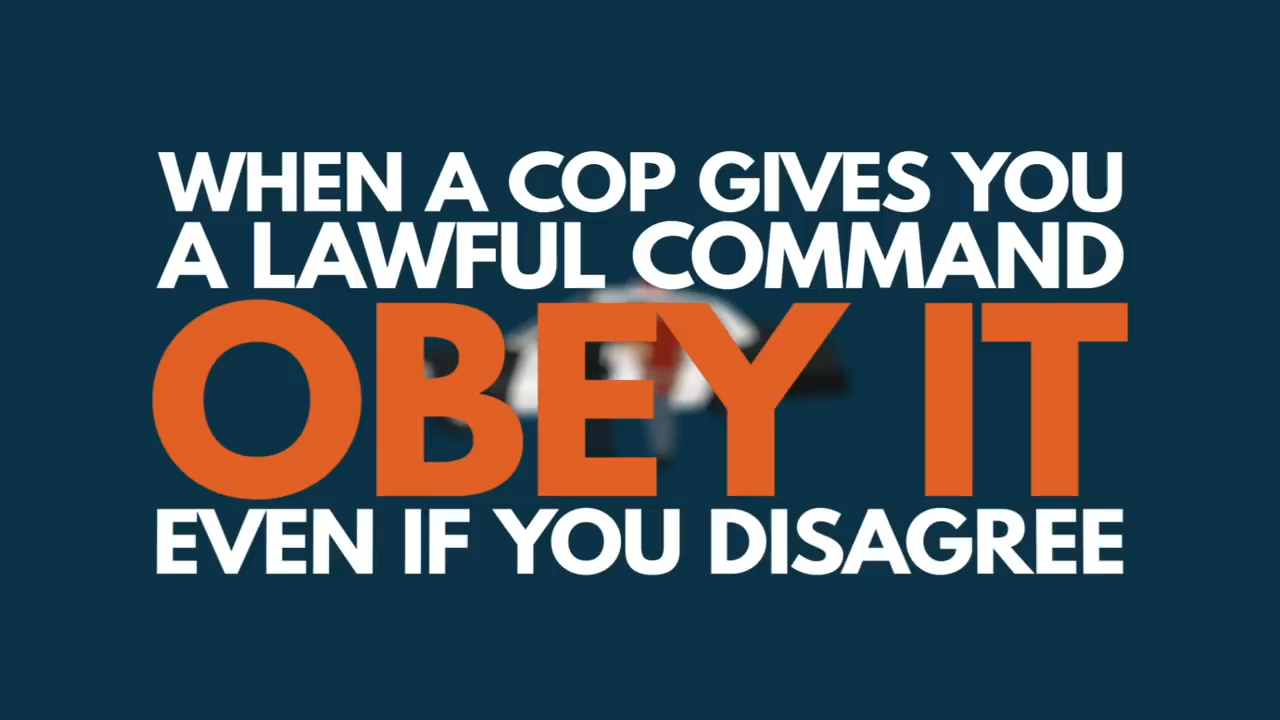 WHEN A COP GIVES YOU
A LAWFUL COMMAND
OBEY IT
EVEN IF YOU DISAGREE